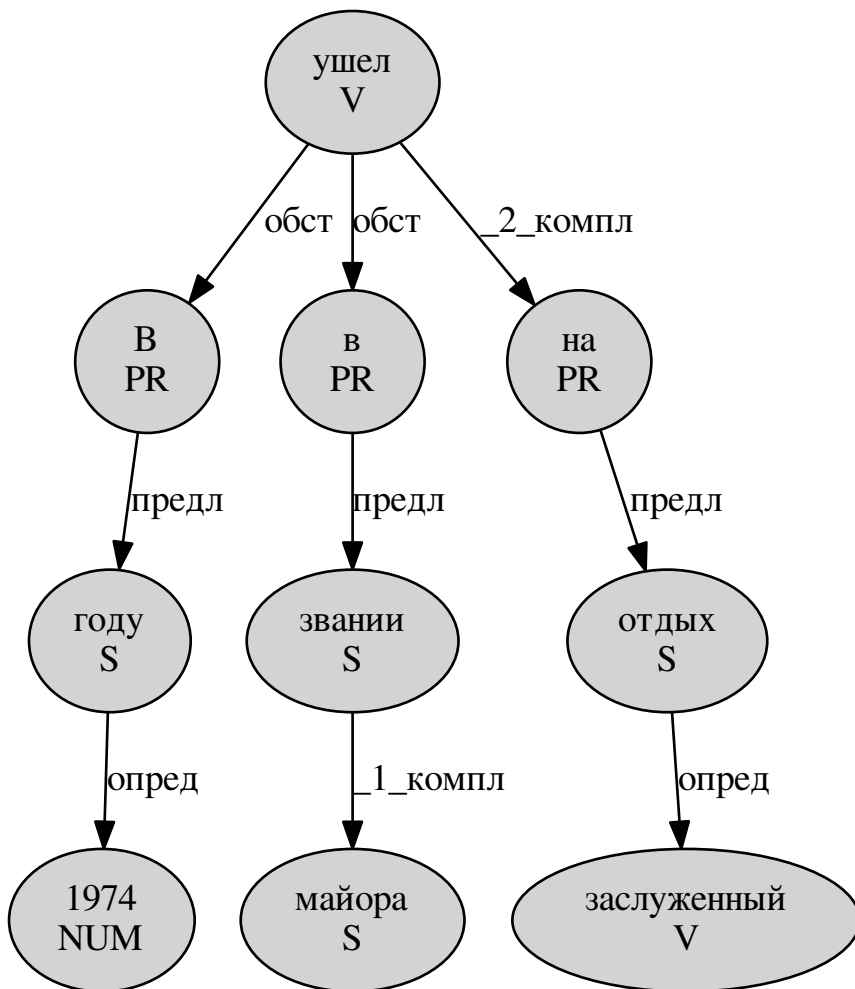 ушел
V
обст
обст
_2_компл
В
PR
в
PR
на
PR
предл
предл
предл
году
S
звании
S
отдых
S
опред
_1_компл
опред
1974
NUM
майора
S
заслуженный
V